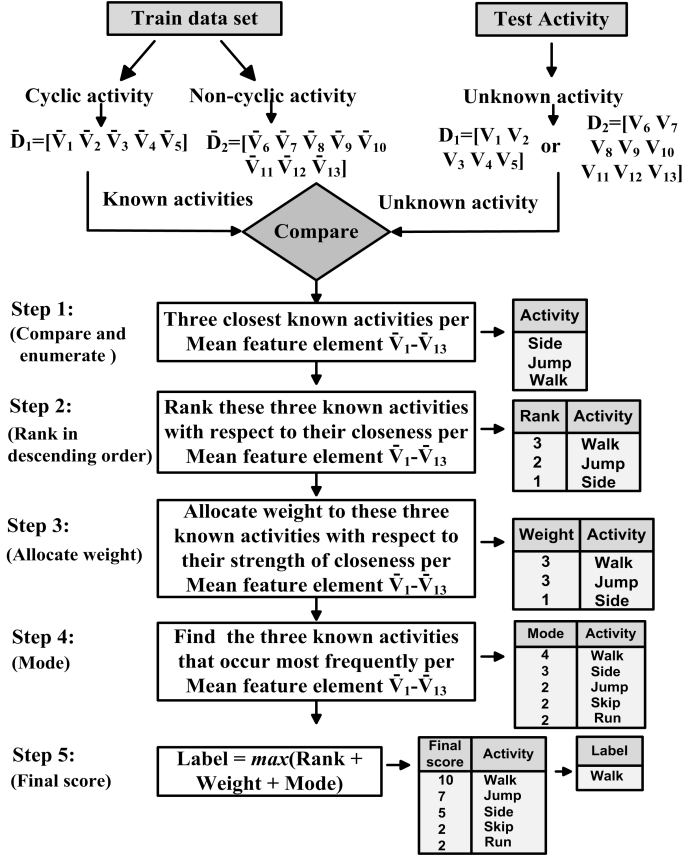 Train data set
Test Activity
Cyclic activity
Non-cyclic activity
Unknown activity
D̄₁=[V̄₁ V̄₂ V̄₃ V̄₄ V̄₅]
D̄₂=[V̄₆ V̄₇ V̄₈ V̄₉ V̄₁₀
V̄₁₁ V̄₁₂ V̄₁₃]
D₁=[V₁ V₂
V₃ V₄ V₅]
or
D₂=[V₆ V₇
V₈ V₉ V₁₀
V₁₁ V₁₂ V₁₃]
Known activities
Unknown activity
Compare
Step 1:
(Compare and
enumerate )
Three closest known activities per
Mean feature element V̄₁-V̄₁₃
Activity
Side
Jump
Walk
Step 2:
(Rank in
descending order)
Rank these three known activities
with respect to their closeness per
Mean feature element V̄₁-V̄₁₃
Rank Activity
3 Walk
2 Jump
1 Side
Step 3:
(Allocate weight)
Allocate weight to these three
known activities with respect to
their strength of closeness per
Mean feature element V̄₁-V̄₁₃
Weight Activity
3 Walk
3 Jump
1 Side
Step 4:
(Mode)
Find the three known activities
that occur most frequently per
Mean feature element V̄₁-V̄₁₃
Mode Activity
4 Walk
3 Side
2 Jump
2 Skip
2 Run
Step 5:
(Final score)
Label = max(Rank +
Weight + Mode)
Final
score
Activity
10 Walk
7 Jump
5 Side
2 Skip
2 Run
Label
Walk